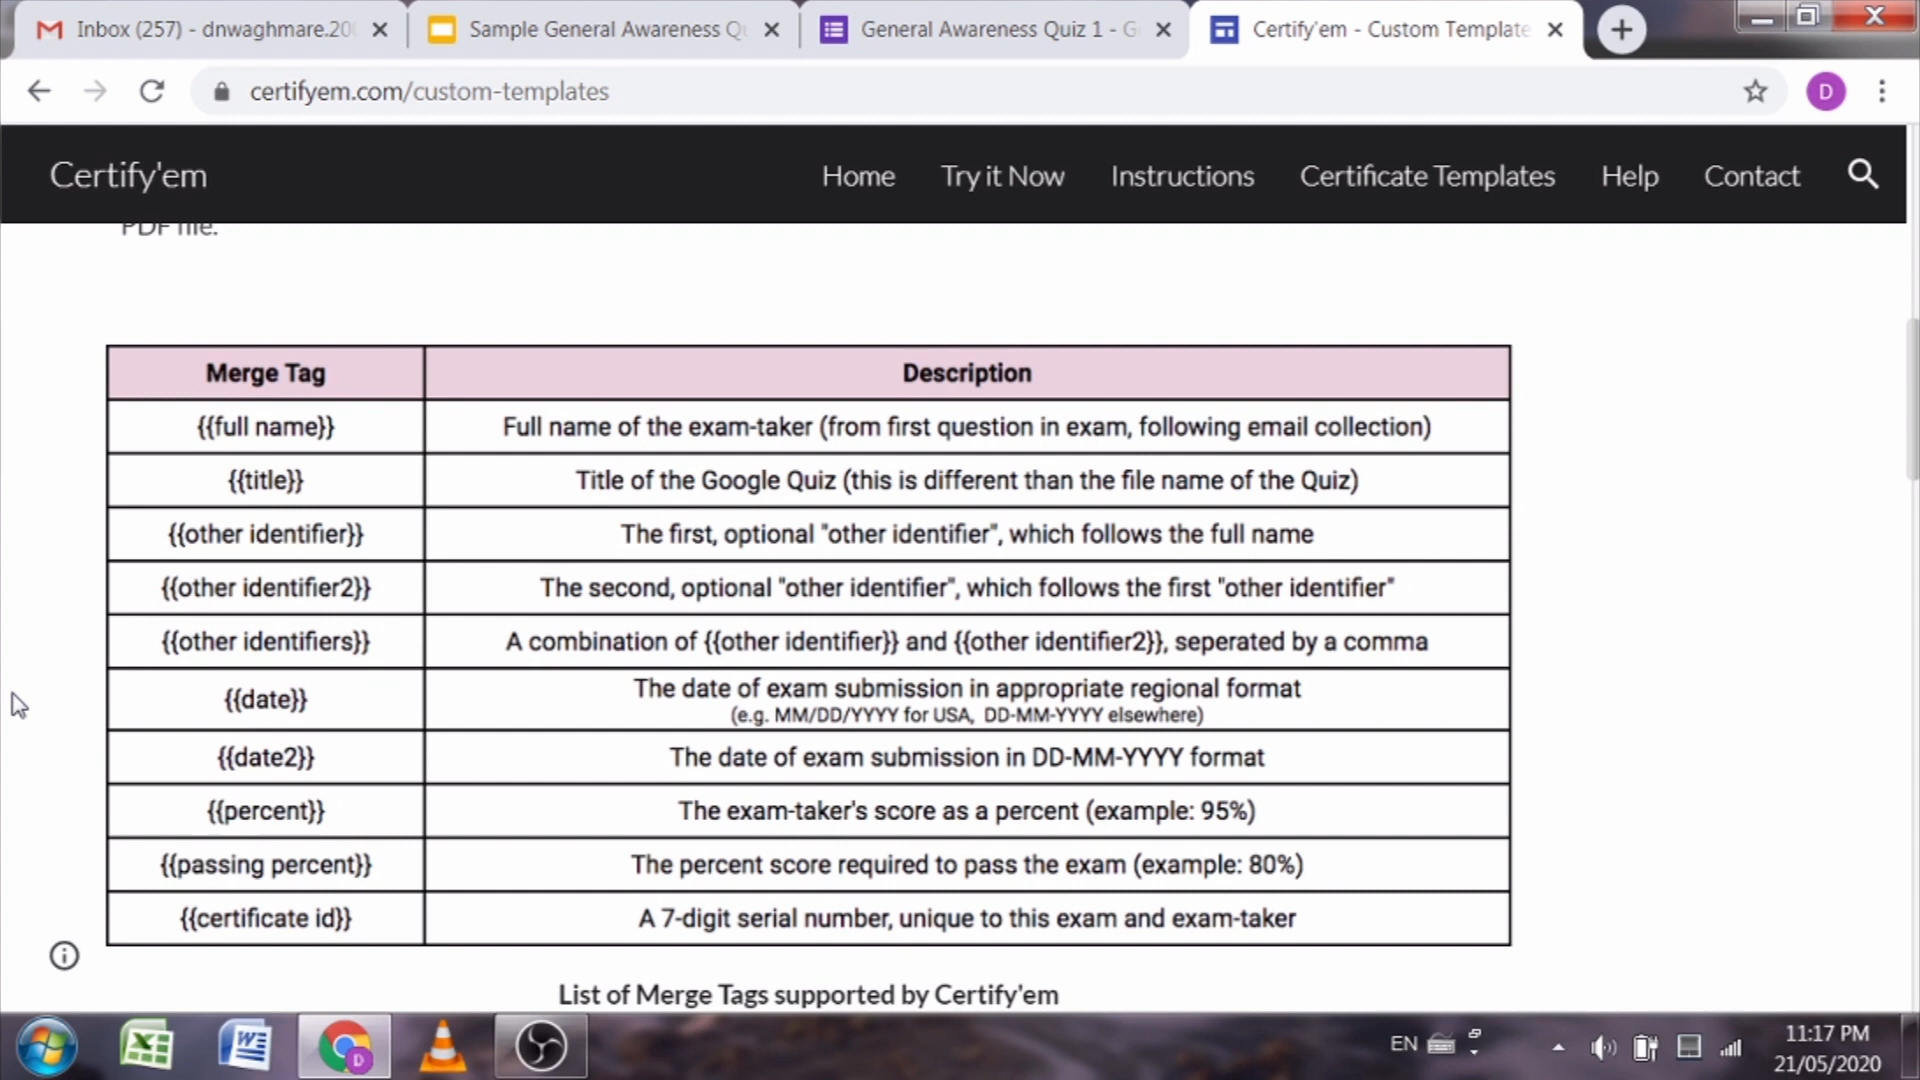 Inbox (257) - dnwaghmare.20
Sample General Awareness Q
General Awareness Quiz 1 - G
Certify'em - Custom Template
certifyem.com/custom-templates
D
Certify'em
Home
Try it Now
Instructions
Certificate Templates
Help
Contact
PDF file.
Merge Tag
Description
{{full name}}
Full name of the exam-taker (from first question in exam, following email collection)
{{title}}
Title of the Google Quiz (this is different than the file name of the Quiz)
{{other identifier}}
The first, optional "other identifier", which follows the full name
{{other identifier2}}
The second, optional "other identifier", which follows the first "other identifier"
{{other identifiers}}
A combination of {{other identifier}} and {{other identifier2}}, seperated by a comma
{{date}}
The date of exam submission in appropriate regional format
(e.g. MM/DD/YYYY for USA, DD-MM-YYYY elsewhere)
{{date2}}
The date of exam submission in DD-MM-YYYY format
{{percent}}
The exam-taker's score as a percent (example: 95%)
{{passing percent}}
The percent score required to pass the exam (example: 80%)
{{certificate id}}
A 7-digit serial number, unique to this exam and exam-taker
List of Merge Tags supported by Certify'em
D
EN
11:17 PM
21/05/2020